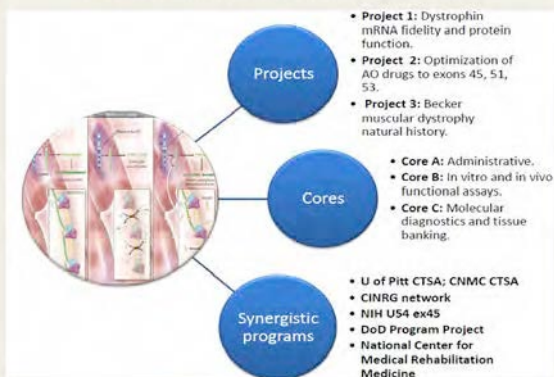 Projects
• Project 1: Dystrophin
mRNA fidelity and protein
function.
• Project 2: Optimization of
AO drugs to exons 45, 51,
53.
• Project 3: Becker
muscular dystrophy
natural history.
Cores
• Core A: Administrative.
• Core B: In vitro and in vivo
functional assays.
• Core C: Molecular
diagnostics and tissue
banking.
Synergistic
programs
• U of Pitt CTSA; CNMC CTSA
• CINRG network
• NIH U54 ex45
• DoD Program Project
• National Center for
Medical Rehabilitation
Medicine